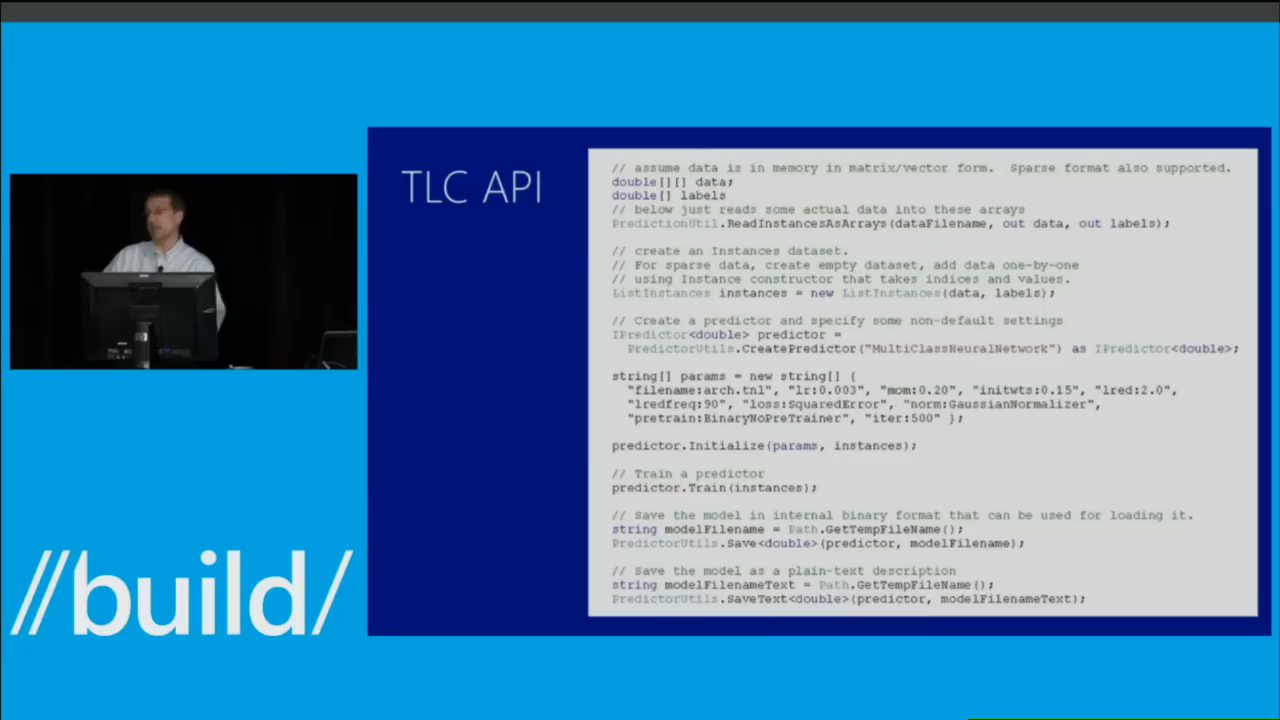 TLC API
// assume data is in memory in matrix/vector form.  Sparse format also supported.
double[][] data;
double[] labels
// below just reads some actual data into these arrays
PredictionUtil.ReadInstancesAsArrays(dataFilename, out data, out labels);
// create an Instances dataset.
// For sparse data, create empty dataset, add data one-by-one
// using Instance constructor that takes indices and values.
ListInstances instances = new ListInstances(data, labels);
// Create a predictor and specify some non-default settings
IPredictor<double> predictor =
PredictorUtils.CreatePredictor("MultiClassNeuralNetwork") as IPredictor<double>;
string[] params = new string[] {
"filename:arch.tnl", "lr:0.003", "mom:0.20", "initwts:0.15", "lred:2.0",
"lredfreq:90", "loss:SquaredError", "norm:GaussianNormalizer",
"pretrain:BinaryNoPreTrainer", "iter:500" };
predictor.Initialize(params, instances);
// Train a predictor
predictor.Train(instances);
// Save the model in internal binary format that can be used for loading it.
string modelFilename = Path.GetTempFileName();
PredictorUtils.Save<double>(predictor, modelFilename);
// Save the model as a plain-text description
string modelFilenameText = Path.GetTempFileName();
PredictorUtils.SaveText<double>(predictor, modelFilenameText);
//build/